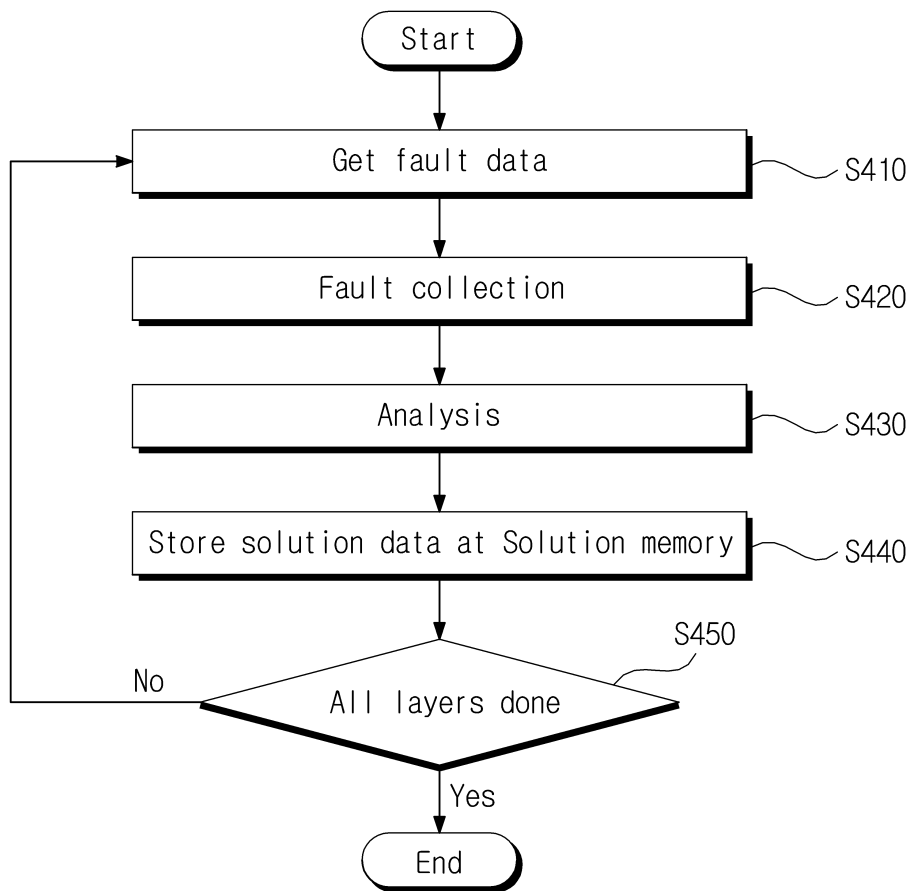 Start
Get fault data
S410
Fault collection
S420
Analysis
S430
Store solution data at Solution memory
S440
S450
No
All layers done
Yes
End